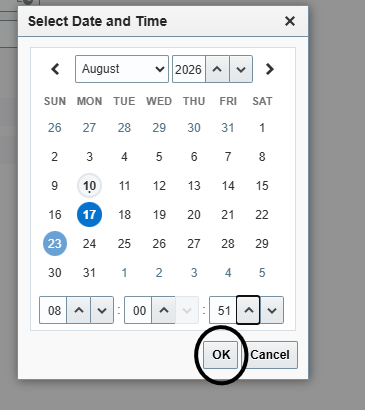 Select Date and Time
August 2026
SUN MON TUE WED THU FRI SAT
26 27 28 29 30 31 1
2 3 4 5 6 7 8
9 10 11 12 13 14 15
16 17 18 19 20 21 22
23 24 25 26 27 28 29
30 31 1 2 3 4 5
08 : 00 : 51
OK Cancel